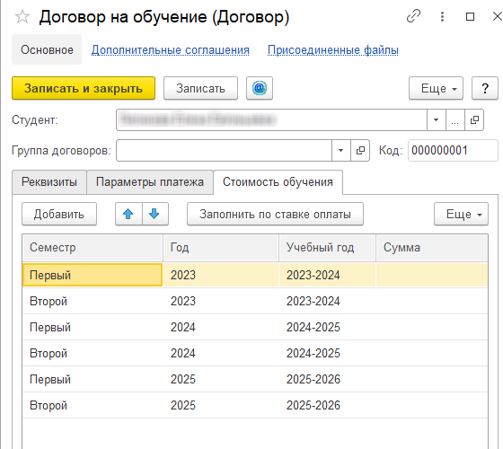 Договор на обучение (Договор)
Основное Дополнительные соглашения Присоединенные файлы
Записать и закрыть Записать Еще ?
Студент: ...
Группа договоров: Код: 000000001
Реквизиты Параметры платежа Стоимость обучения
Добавить Заполнить по ставке оплаты Еще
Семестр Год Учебный год Сумма
Первый 2023 2023-2024
Второй 2023 2023-2024
Первый 2024 2024-2025
Второй 2024 2024-2025
Первый 2025 2025-2026
Второй 2025 2025-2026